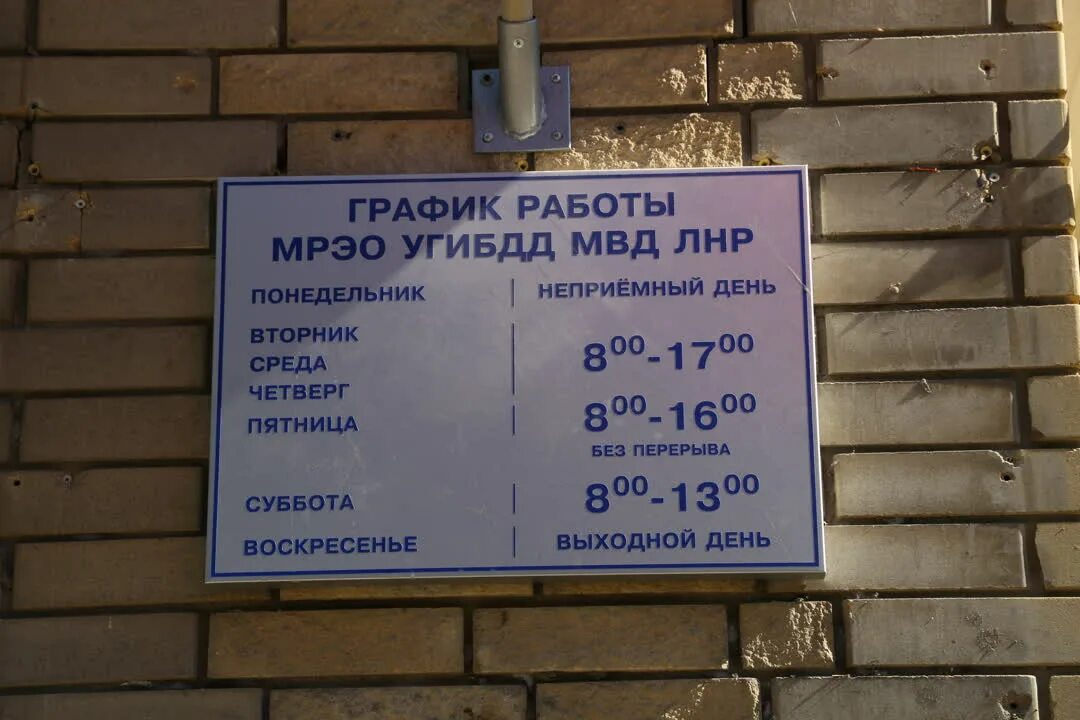 ГРАФИК РАБОТЫ
МРЭО УГИБДД МВД ЛНР
ПОНЕДЕЛЬНИК | НЕПРИЁМНЫЙ ДЕНЬ
ВТОРНИК
СРЕДА | 8⁰⁰-17⁰⁰
ЧЕТВЕРГ
ПЯТНИЦА | 8⁰⁰-16⁰⁰
БЕЗ ПЕРЕРЫВА
СУББОТА | 8⁰⁰-13⁰⁰
ВОСКРЕСЕНЬЕ | ВЫХОДНОЙ ДЕНЬ